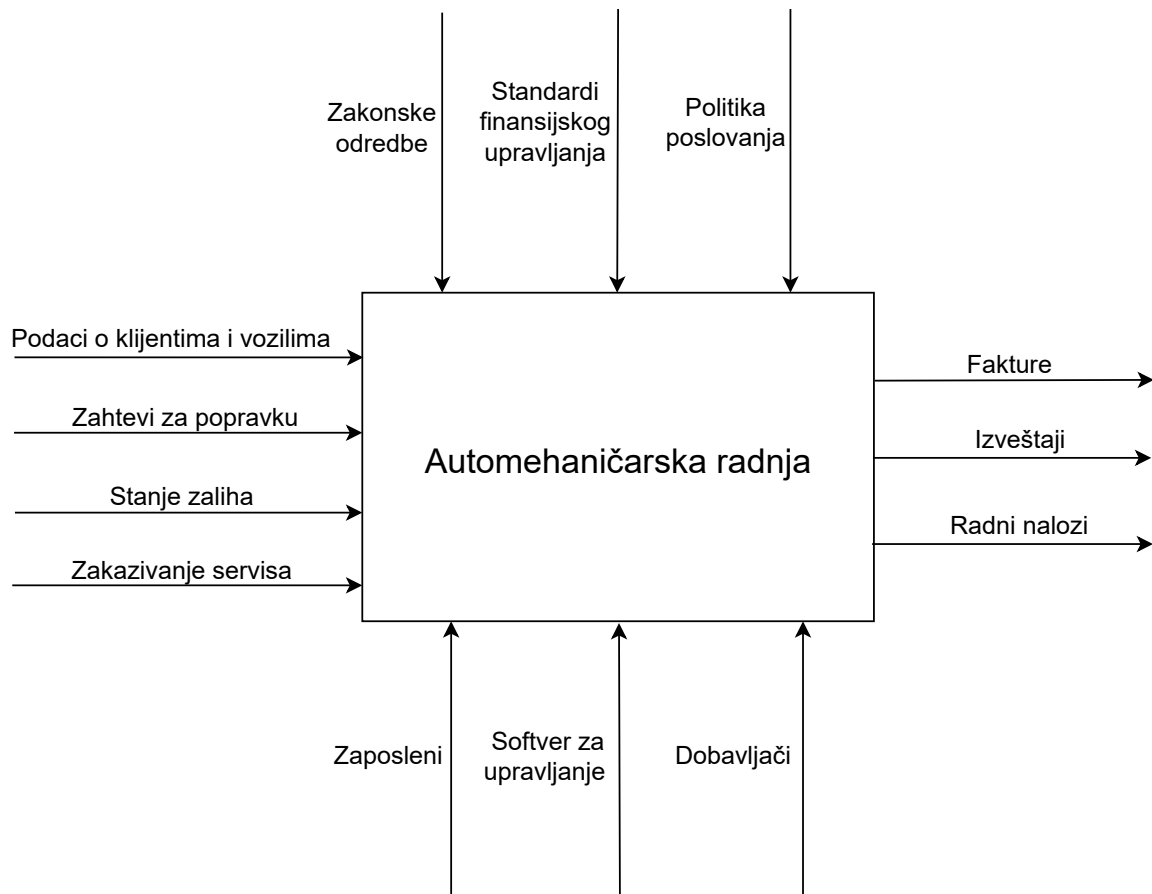 Zakonske
odredbe
Standardi
finansijskog
upravljanja
Politika
poslovanja
Podaci o klijentima i vozilima
Zahtevi za popravku
Stanje zaliha
Zakazivanje servisa
Automehaničarska radnja
Fakture
Izveštaji
Radni nalozi
Zaposleni
Softver za
upravljanje
Dobavljači